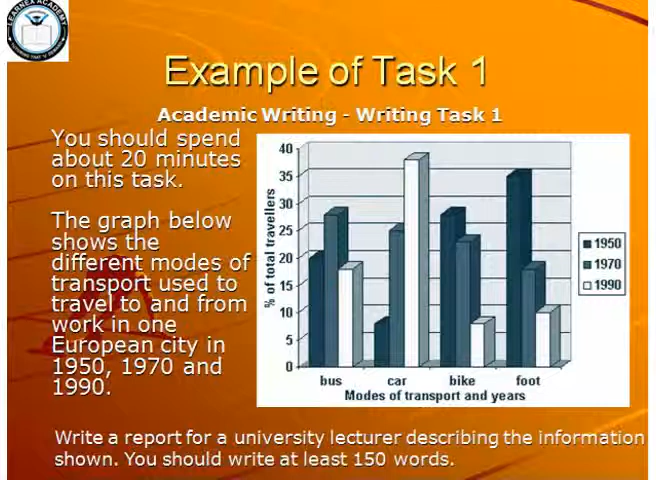 LEARNEX ACADEMY
Example of Task 1
Academic Writing - Writing Task 1
You should spend
about 20 minutes
on this task.
The graph below
shows the
different modes of
transport used to
travel to and from
work in one
European city in
1950, 1970 and
1990.
% of total travellers
40
35
30
25
20
15
10
5
0
bus car bike foot
Modes of transport and years
1950
1970
1990
Write a report for a university lecturer describing the information
shown. You should write at least 150 words.